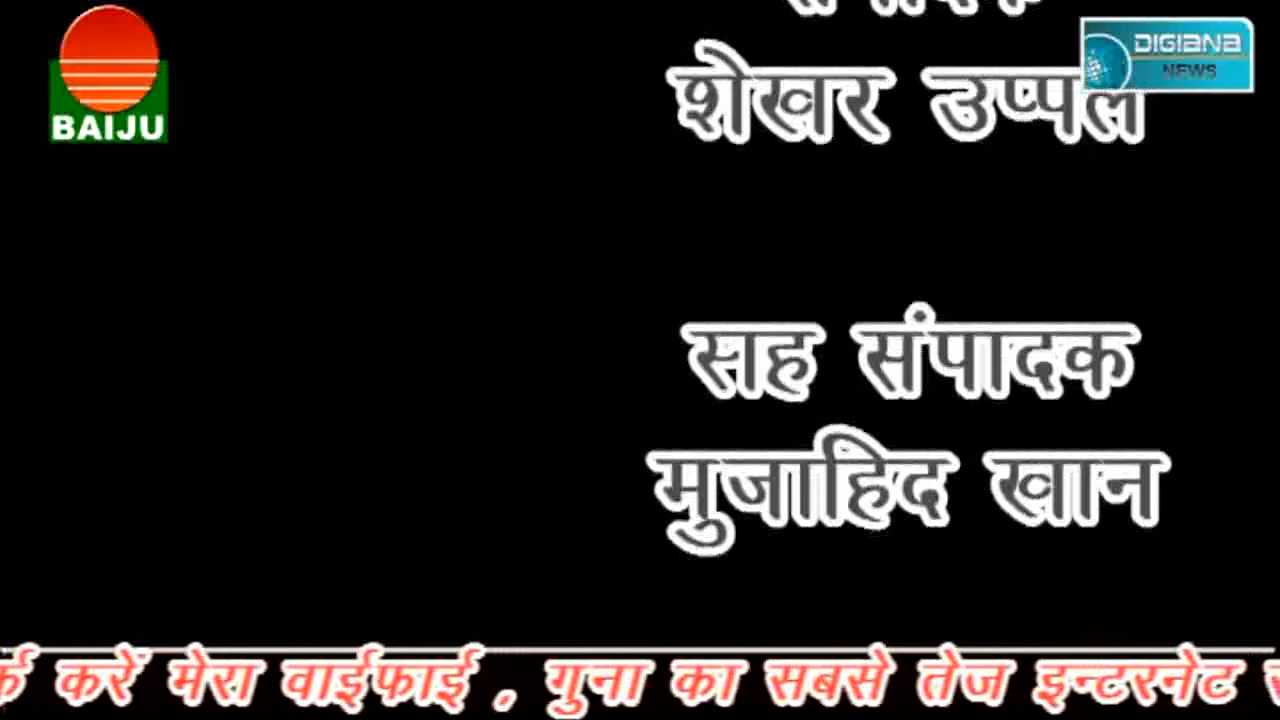 DIGIANA
NEWS
BAIJU
शेखर उप्पल
सह संपादक
मुजाहिद खान
करें मेरा वाईफाई , गुना का सबसे तेज इन्टरनेट